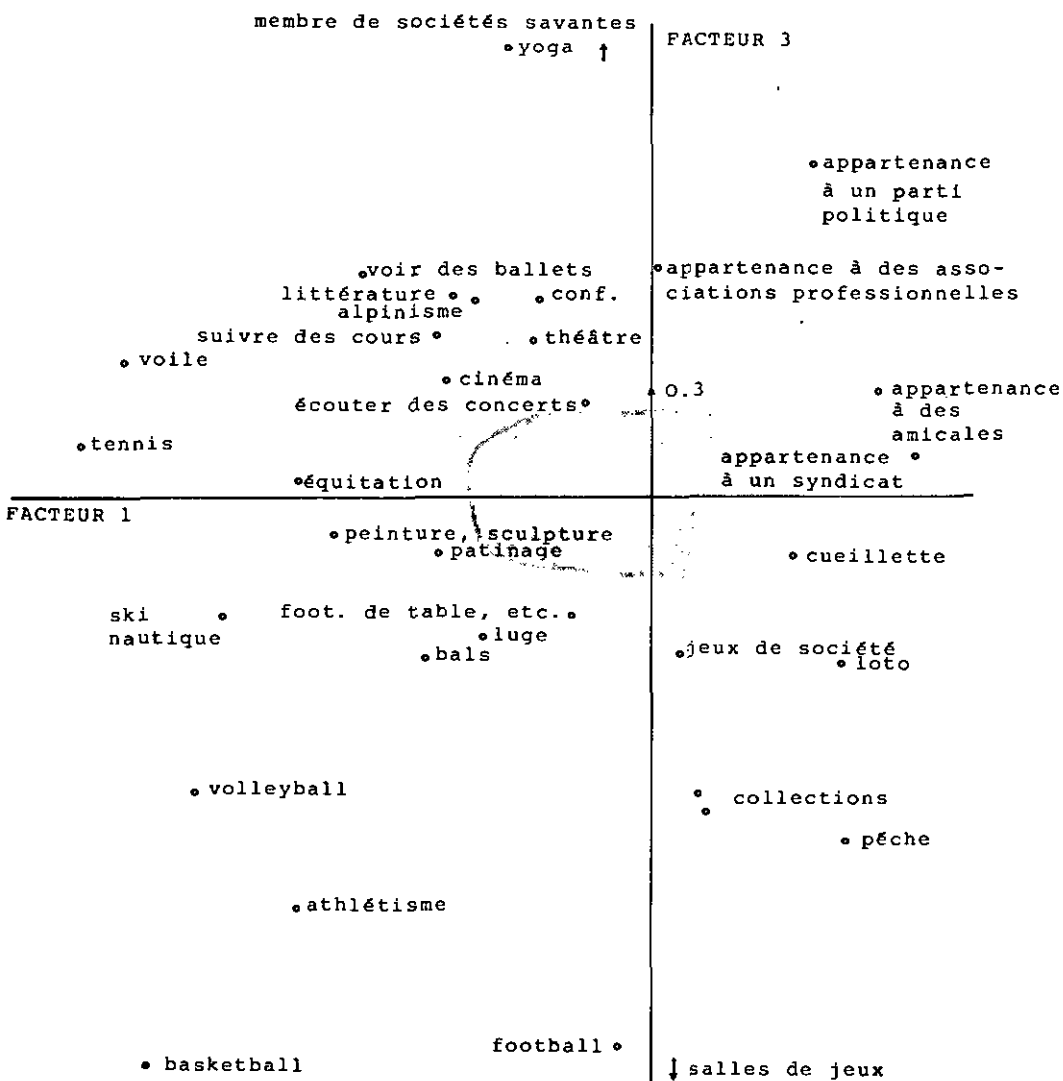 membre de sociétés savantes
yoga
FACTEUR 3
appartenance
à un parti
politique
voir des ballets
appartenance à des asso-
ciations professionnelles
littérature
conf.
alpinisme
suivre des cours
théâtre
voile
cinéma
0.3
appartenance
à des
amicales
écouter des concerts
tennis
appartenance
à un syndicat
équitation
FACTEUR 1
peinture, sculpture
patinage
cueillette
ski
nautique
foot. de table, etc.
luge
bals
jeux de société
loto
volleyball
collections
pêche
athlétisme
football
basketball
salles de jeux